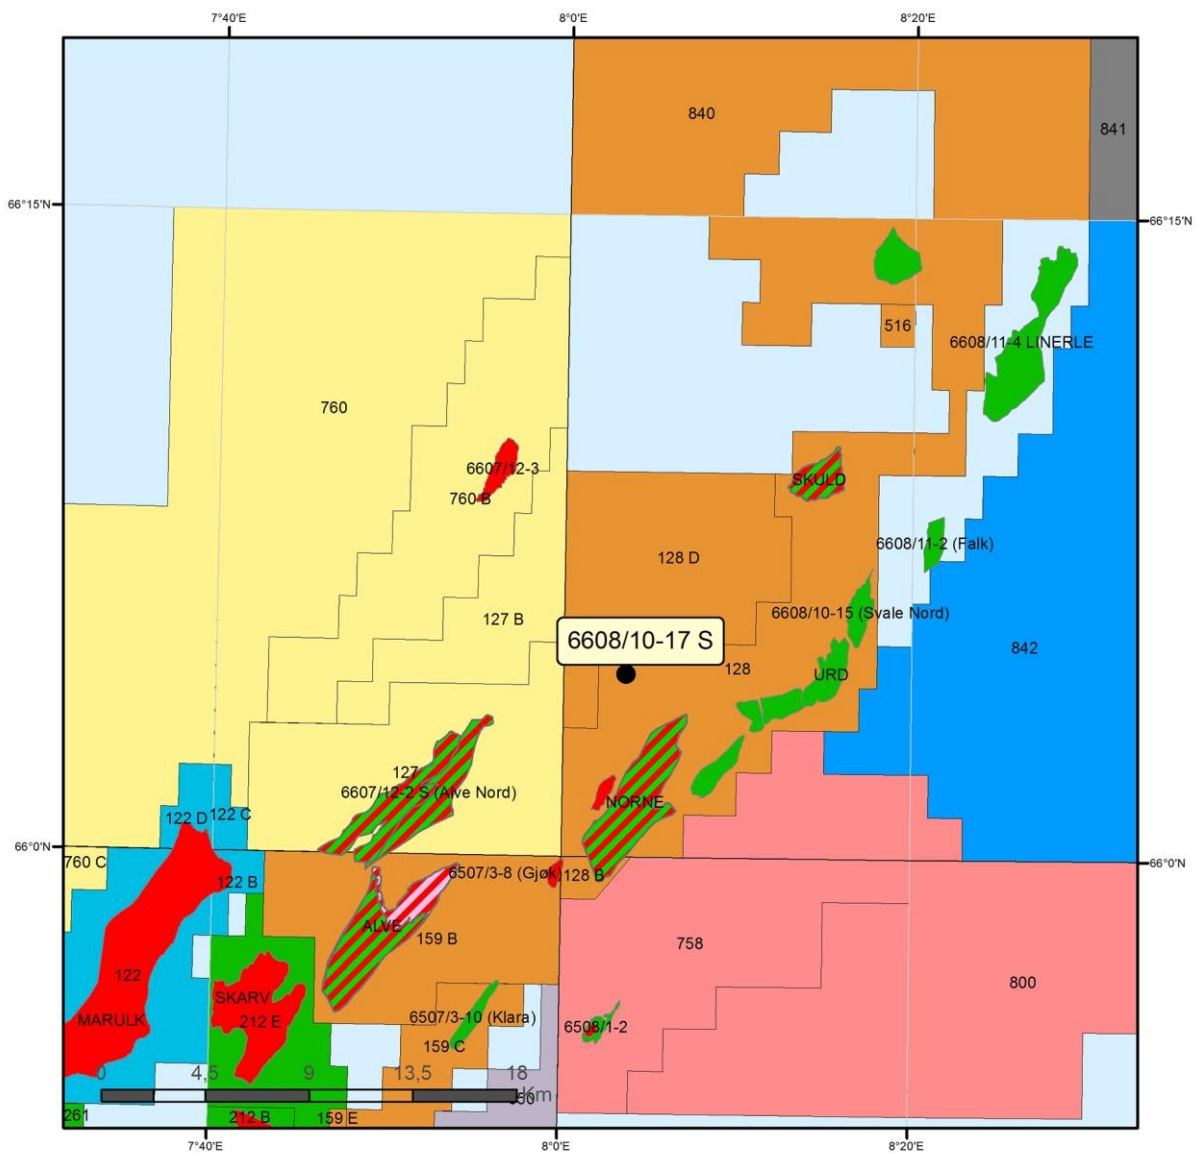 7°40'E 8°0'E 8°20'E
840
841
66°15'N 66°15'N
516
6608/11-4 LINERLE
760
6607/12-3
760 B
SKULD
128 D
6608/11-2 (Falk)
127 B
6608/10-15 (Svale Nord)
6608/10-17 S
842
128
URD
127
6607/12-2 S (Alve Nord)
NORNE
122 D 122 C
66°0'N 66°0'N
760 C
122 B
6507/3-8 (Gjøk) 128 B
ALVE
159 B
758
122
800
SKARV
212 E
MARULK
6507/3-10 (Klara)
6508/1-2
159 C
0 4,5 9 13,5 18
Km
261
212 B
159 E
7°40'E 8°0'E 8°20'E